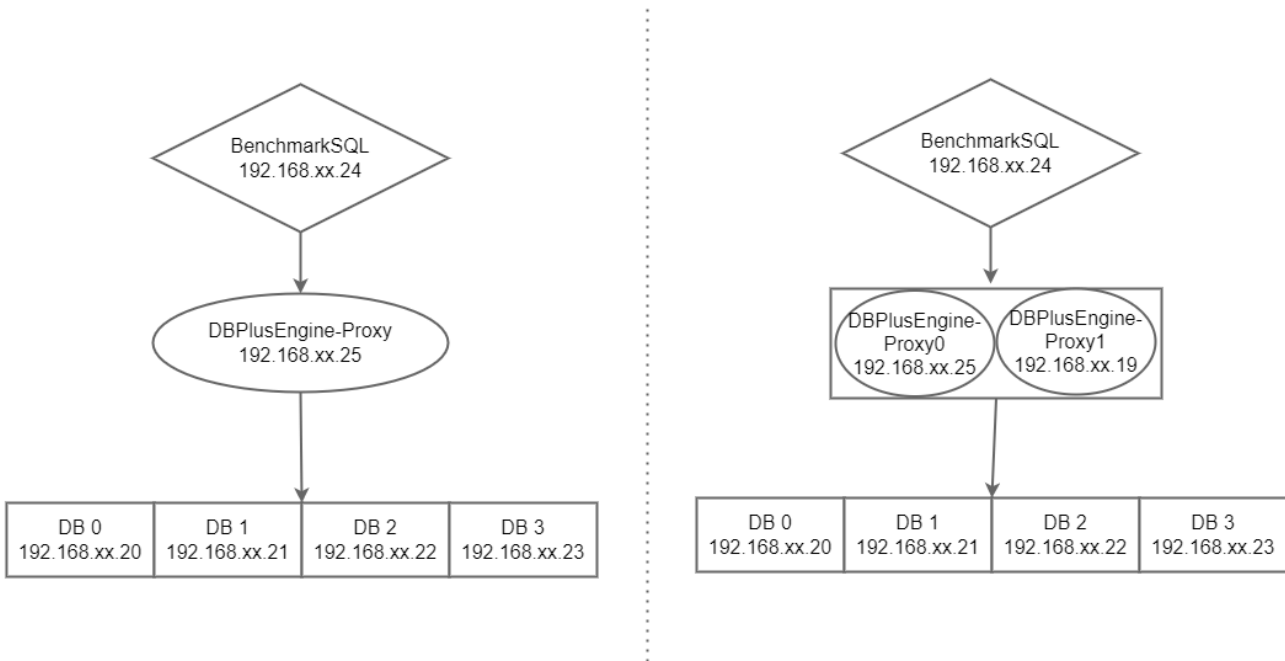 BenchmarkSQL
192.168.xx.24
DBPlusEngine-Proxy
192.168.xx.25
DB 0
192.168.xx.20
DB 1
192.168.xx.21
DB 2
192.168.xx.22
DB 3
192.168.xx.23
BenchmarkSQL
192.168.xx.24
DBPlusEngine-
Proxy0
192.168.xx.25
DBPlusEngine-
Proxy1
192.168.xx.19
DB 0
192.168.xx.20
DB 1
192.168.xx.21
DB 2
192.168.xx.22
DB 3
192.168.xx.23